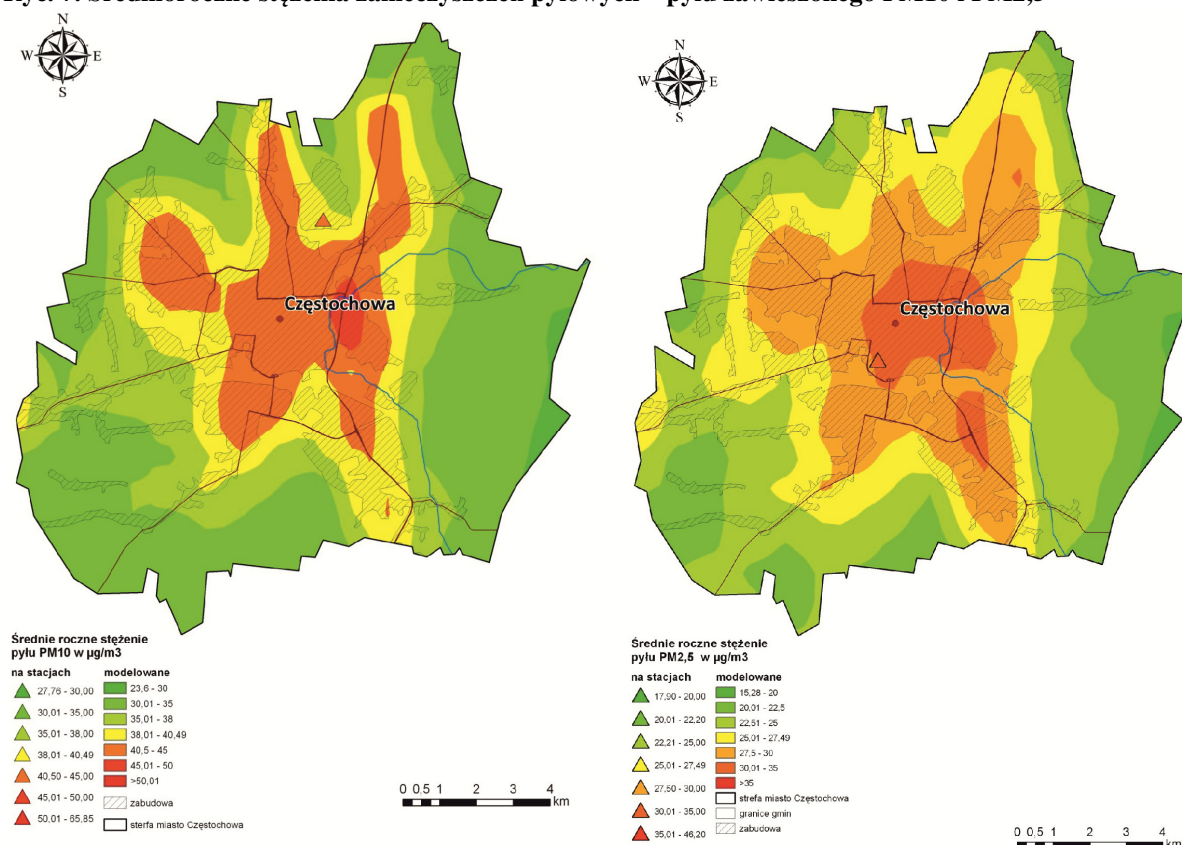 N
W E
S
Częstochowa
Średnie roczne stężenie
pyłu PM10 w µg/m3
na stacjach modelowane
27,76 - 30,00 23,6 - 30
30,01 - 35,00 30,01 - 35
35,01 - 38,00 35,01 - 38
38,01 - 40,49 38,01 - 40,49
40,50 - 45,00 40,5 - 45
45,01 - 50,00 45,01 - 50
50,01 - 65,85 >50,01
zabudowa
sterfa miasto Częstochowa
0 0,5 1 2 3 4
km
N
W E
S
Częstochowa
Średnie roczne stężenie
pyłu PM2,5 w µg/m3
na stacjach modelowane
17,90 - 20,00 15,28 - 20
20,01 - 22,20 20,01 - 22,5
22,21 - 25,00 22,51 - 25
25,01 - 27,49 25,01 - 27,49
27,50 - 30,00 27,5 - 30
30,01 - 35,00 30,01 - 35
35,01 - 46,20 >35
strefa miasto Częstochowa
granice gmin
zabudowa
0 0,5 1 2 3 4
km